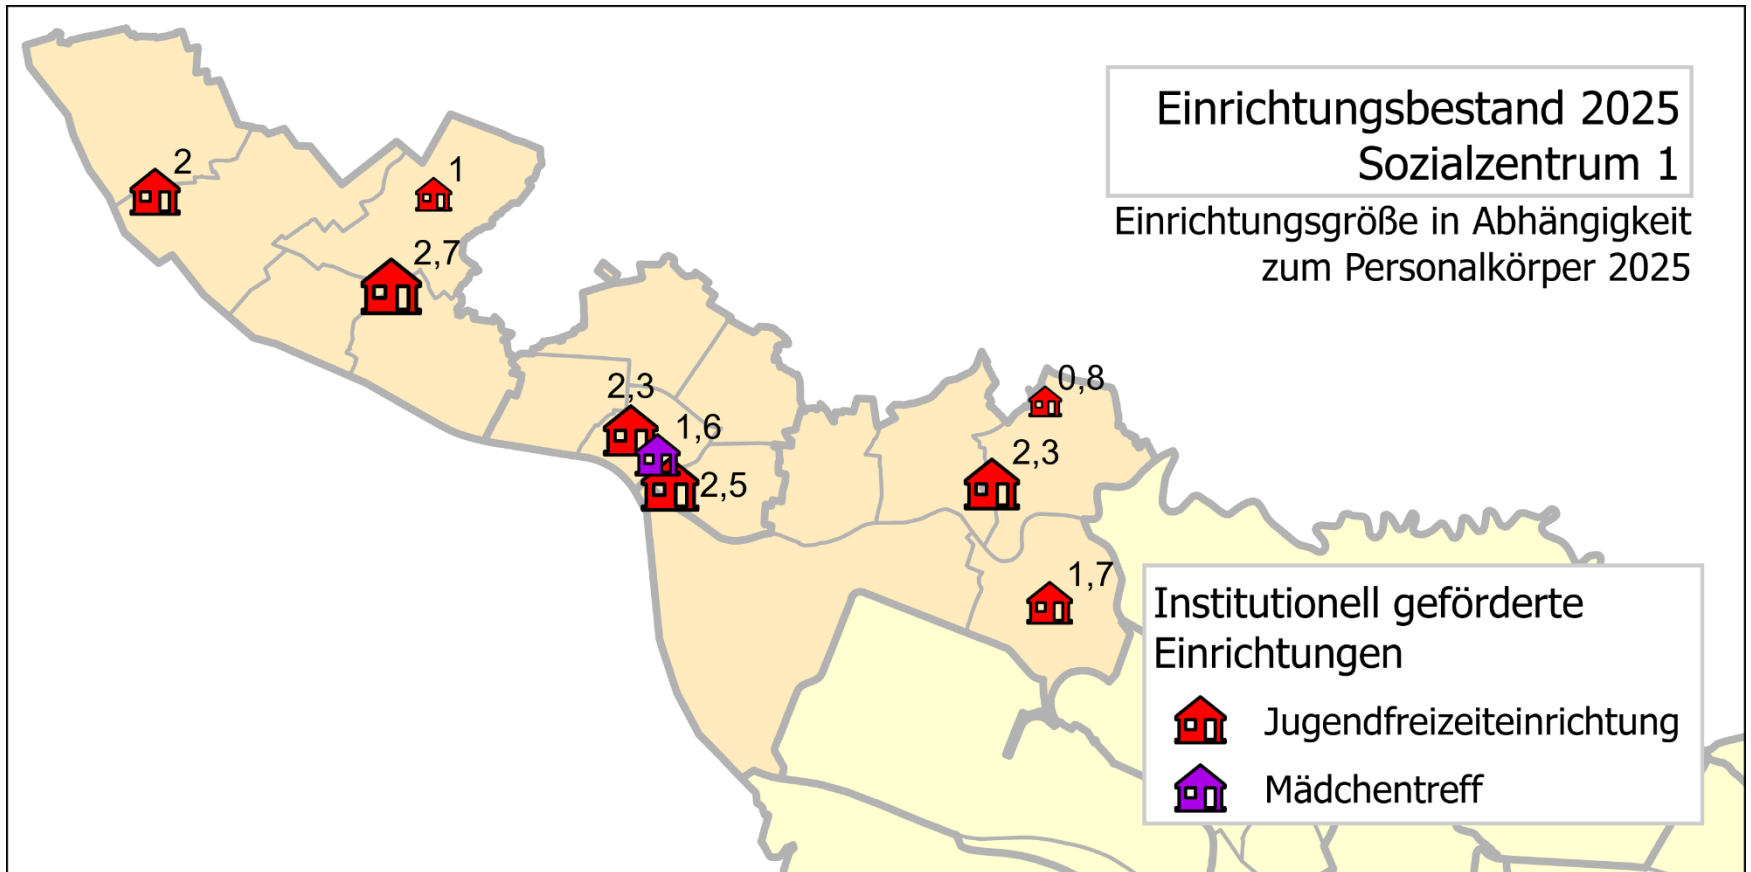 Einrichtungsbestand 2025
Sozialzentrum 1
Einrichtungsgröße in Abhängigkeit
zum Personalkörper 2025
2
1
2,7
2,3
1,6
2,5
0,8
2,3
1,7
Institutionell geförderte
Einrichtungen
Jugendfreizeiteinrichtung
Mädchentreff